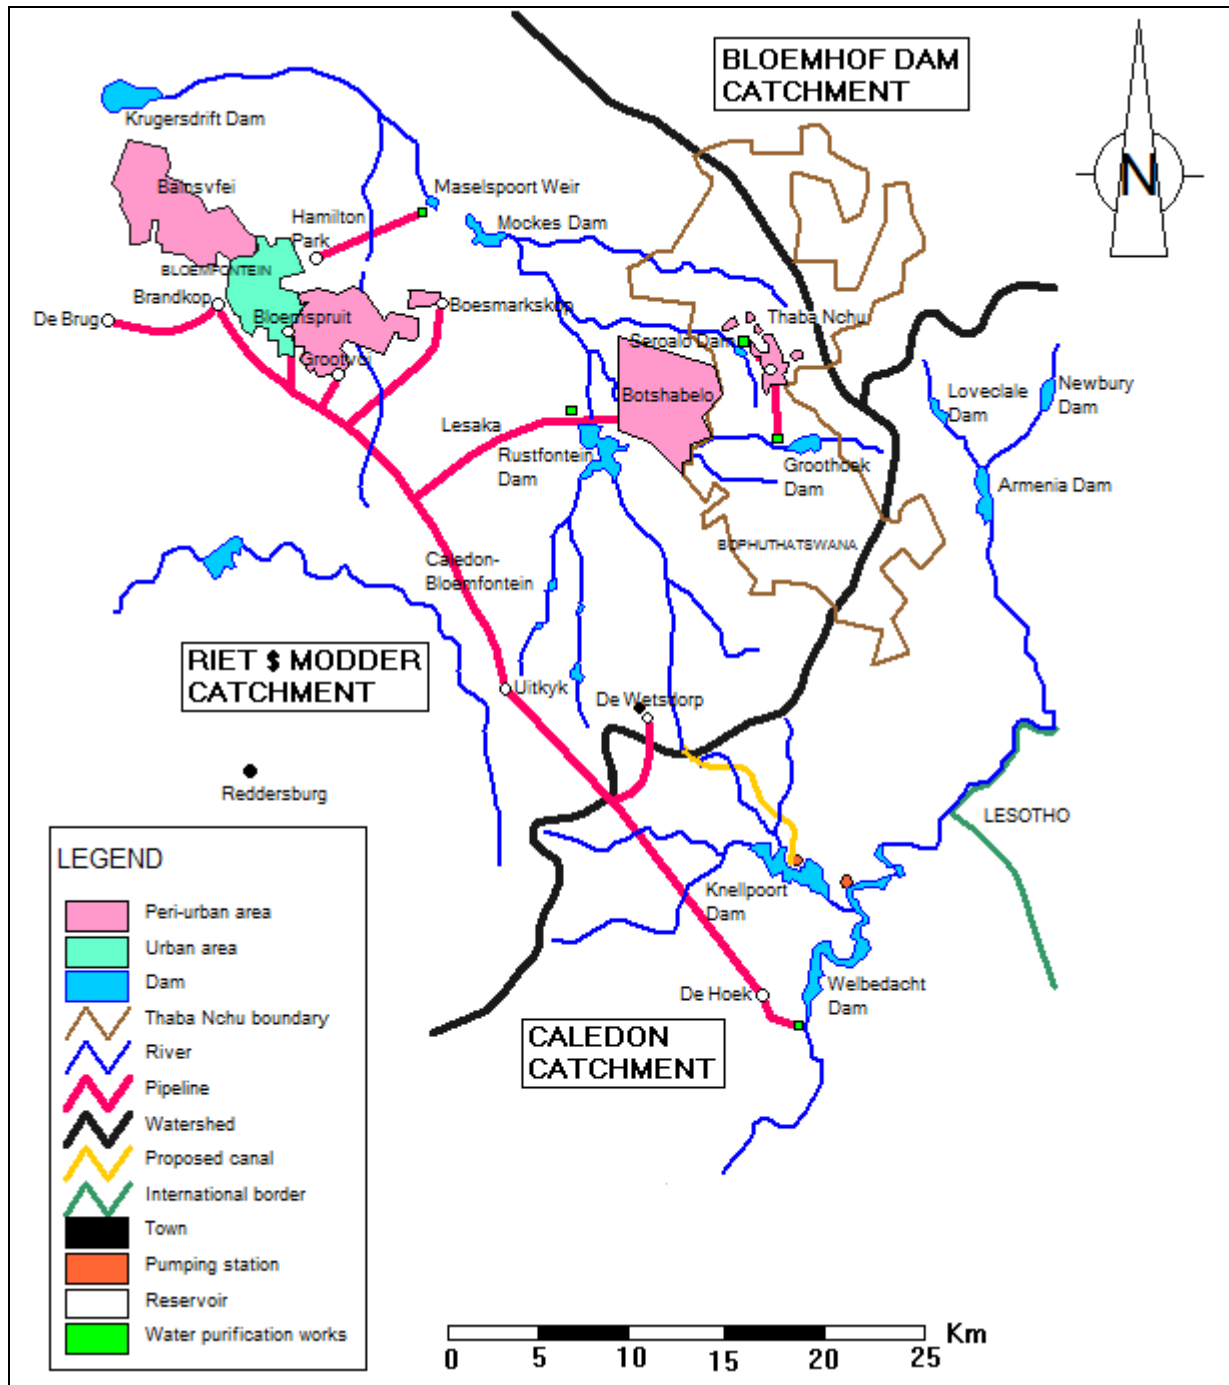 BLOEMHOF DAM
CATCHMENT
N
Krugersdrift Dam
Bainsvfei
Hamilton
Park
Maselspoort Weir
Mockes Dam
BLOEMFONTEIN
Brandkop
De Brug
Bloemspruit
Boesmarkskop
Grootvei
Thaba Nchu
Seroalo Dam
Botshabelo
Loveclale
Dam
Newbury
Dam
Lesaka
Rustfontein
Dam
Groothoek
Dam
Armenia Dam
BOPHUTHATSWANA
Caledon-
Bloemfontein
RIET $ MODDER
CATCHMENT
Uitkyk
De Wetsdorp
Reddersburg
LESOTHO
Knellpoort
Dam
De Hoek
Welbedacht
Dam
CALEDON
CATCHMENT
LEGEND
Peri-urban area
Urban area
Dam
Thaba Nchu boundary
River
Pipeline
Watershed
Proposed canal
International border
Town
Pumping station
Reservoir
Water purification works
Km
0 5 10 15 20 25